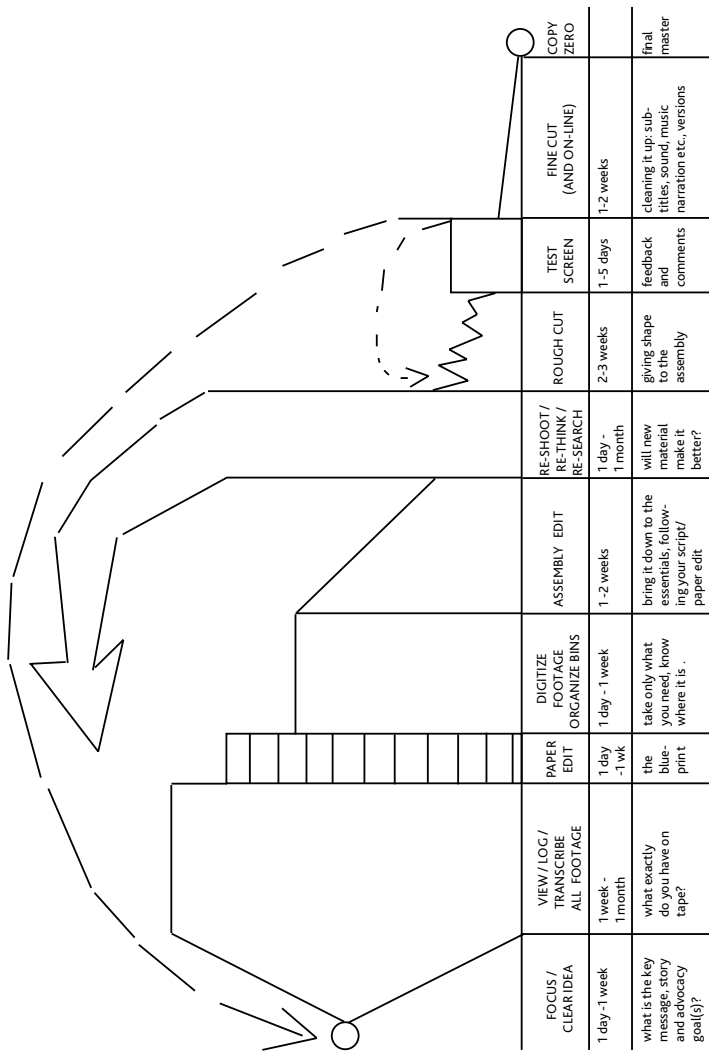 FOCUS /
CLEAR IDEA
1 day - 1 week
what is the key
message, story
and advocacy
goal(s)?
VIEW / LOG /
TRANSCRIBE
ALL FOOTAGE
1 week -
1 month
what exactly
do you have on
tape?
PAPER
EDIT
1 day
-1 wk
the
blue-
print
DIGITIZE
FOOTAGE
ORGANIZE BINS
1 day - 1 week
take only what
you need, know
where it is .
ASSEMBLY EDIT
1 -2 weeks
bring it down to the
essentials, follow-
ing your script/
paper edit
RE-SHOOT /
RE-THINK /
RE-SEARCH
1 day -
1 month
will new
material
make it
better?
ROUGH CUT
2-3 weeks
giving shape
to the
assembly
TEST
SCREEN
1-5 days
feedback
and
comments
FINE CUT
(AND ON-LINE)
1-2 weeks
cleaning it up: sub-
titles, sound, music
narration etc., versions
COPY
ZERO
final
master